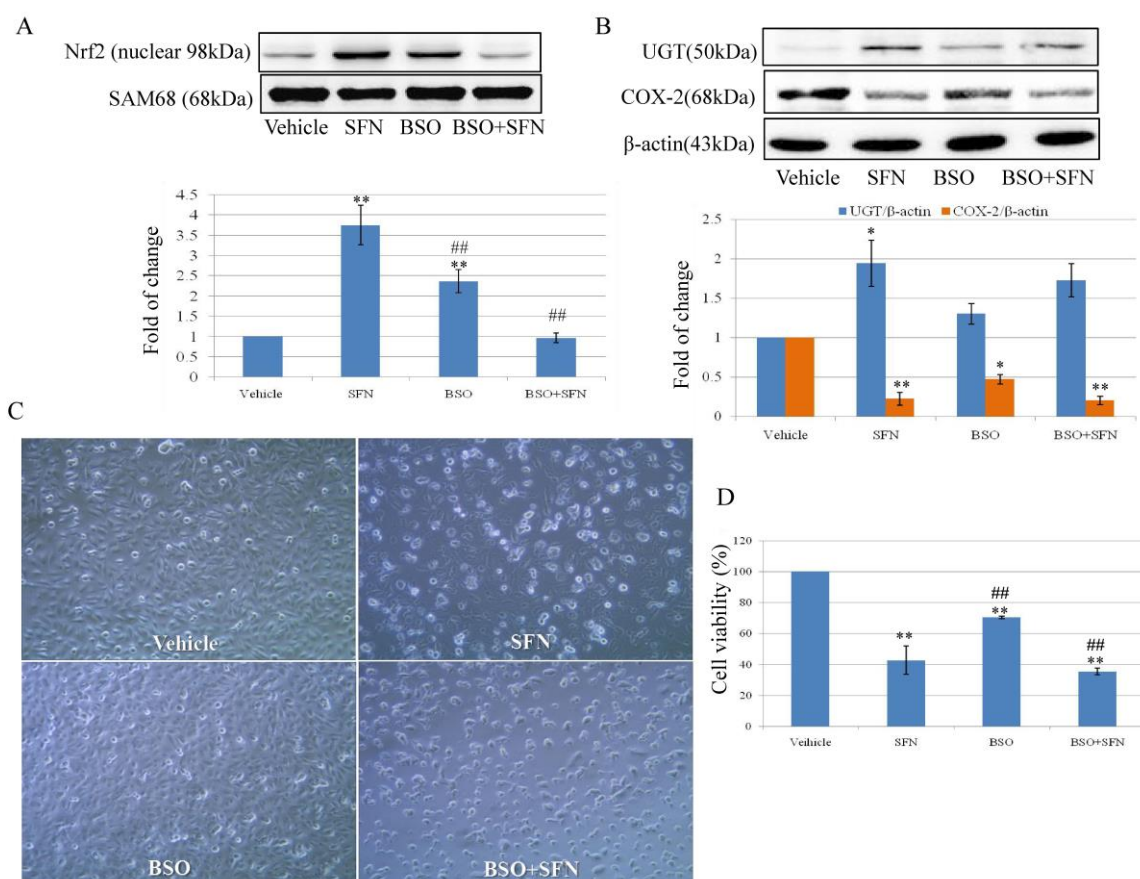 A
Nrf2 (nuclear 98kDa)
SAM68 (68kDa)
Vehicle SFN BSO BSO+SFN
Fold of change
4.5
4
3.5
3
2.5
2
1.5
1
0.5
0
**
##
**
##
Vehicle SFN BSO BSO+SFN
B
UGT(50kDa)
COX-2(68kDa)
β-actin(43kDa)
Vehicle SFN BSO BSO+SFN
UGT/β-actin COX-2/β-actin
Fold of change
2.5
2
1.5
1
0.5
0
*
**
*
**
Vehicle SFN BSO BSO+SFN
C
Vehicle
SFN
BSO
BSO+SFN
D
Cell viability (%)
120
100
80
60
40
20
0
**
##
**
##
**
Veihicle SFN BSO BSO+SFN